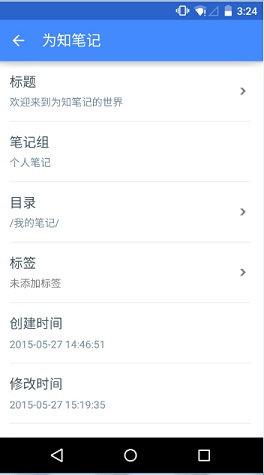 3:24
为知笔记
标题
欢迎来到为知笔记的世界
笔记组
个人笔记
目录
/我的笔记/
标签
未添加标签
创建时间
2015-05-27 14:46:51
修改时间
2015-05-27 15:19:35